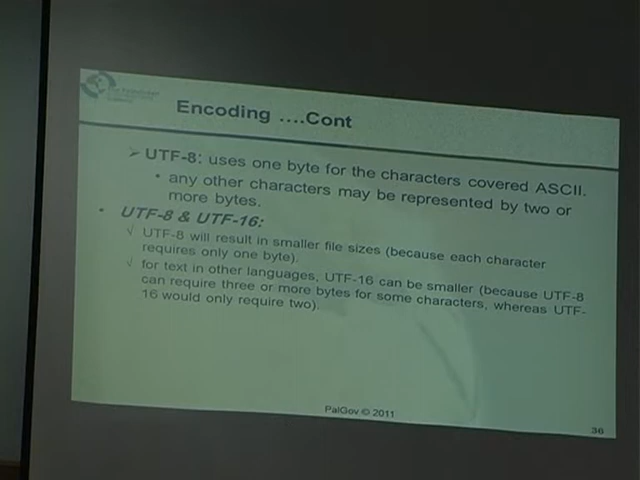 Encoding ....Cont
➢ UTF-8: uses one byte for the characters covered ASCII.
• any other characters may be represented by two or
more bytes.
• UTF-8 & UTF-16:
√ UTF-8 will result in smaller file sizes (because each character
requires only one byte).
√ for text in other languages, UTF-16 can be smaller (because UTF-8
can require three or more bytes for some characters, whereas UTF-
16 would only require two).
PalGov © 2011
36